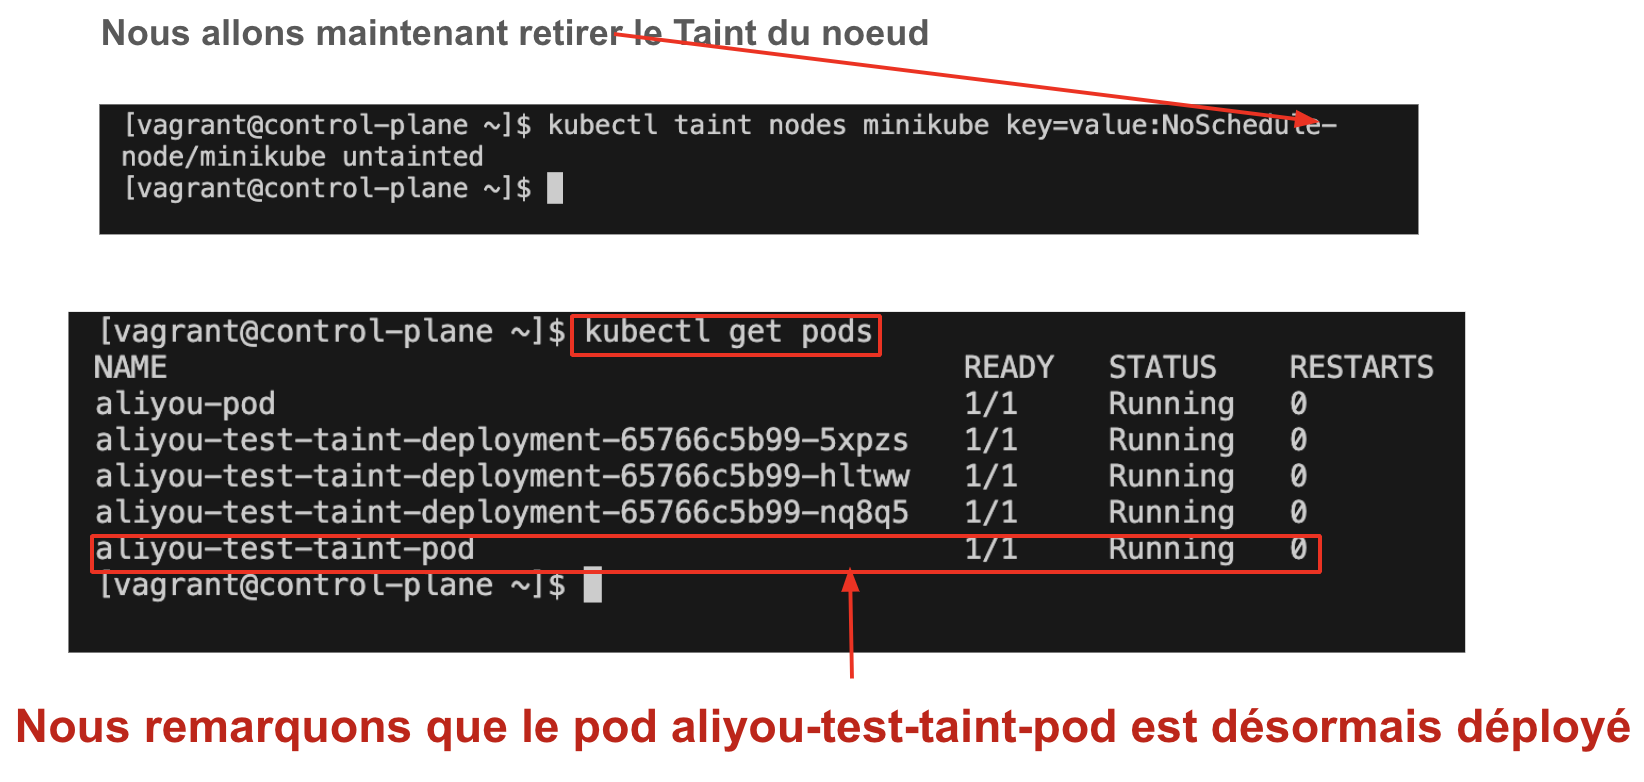 Nous allons maintenant retirer le Taint du noeud
[vagrant@control-plane ~]$ kubectl taint nodes minikube key=value:NoSchedule-
node/minikube untainted
[vagrant@control-plane ~]$
[vagrant@control-plane ~]$ kubectl get pods
NAME READY STATUS RESTARTS
aliyou-pod 1/1 Running 0
aliyou-test-taint-deployment-65766c5b99-5xpzs 1/1 Running 0
aliyou-test-taint-deployment-65766c5b99-hltww 1/1 Running 0
aliyou-test-taint-deployment-65766c5b99-nq8q5 1/1 Running 0
aliyou-test-taint-pod 1/1 Running 0
[vagrant@control-plane ~]$
Nous remarquons que le pod aliyou-test-taint-pod est désormais déployé